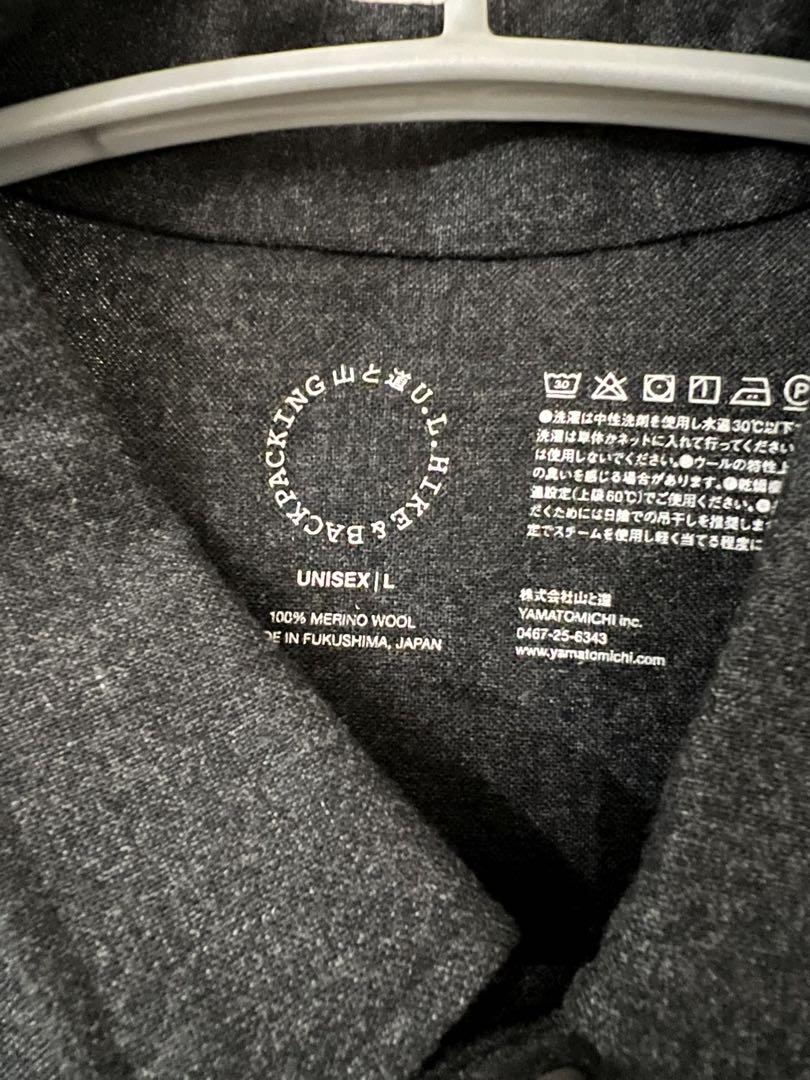 山と道 U.L. HIKE & BACKPACKING
UNISEX | L
100% MERINO WOOL
IN FUKUSHIMA, JAPAN
30
P
●洗濯は中性洗剤を使用し水温30℃以下
洗濯は単体かネットに入れて行ってください
は使用しないでください。●ウールの特性上
の臭いを感じる場合があります。●乾燥
温設定(上限60℃)でご使用ください。●
だくためには日陰での吊干しを推奨しま
定でスチームを使用し軽く当てる程度に
株式会社山と道
YAMATOMICHI inc.
0467-25-6343
www.yamatomichi.com